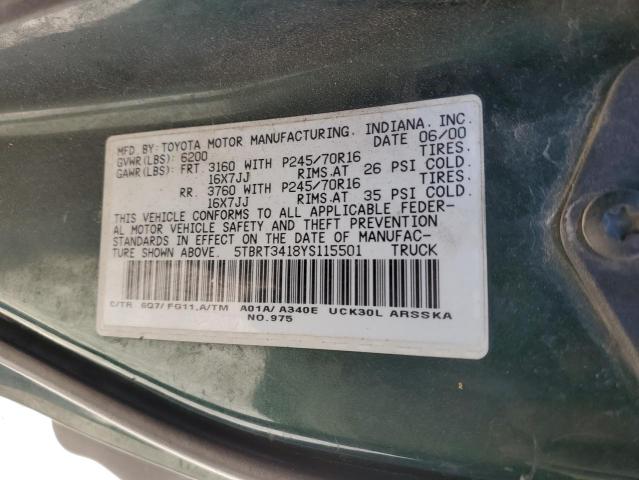 MFD. BY: TOYOTA MOTOR MANUFACTURING, INDIANA, INC.
GVWR(LBS): 6200 DATE 06/00
GAWR(LBS): FRT. 3160 WITH P245/70R16 TIRES.
16X7JJ RIMS.AT 26 PSI COLD.
RR. 3760 WITH P245/70R16 TIRES.
16X7JJ RIMS.AT 35 PSI COLD.
THIS VEHICLE CONFORMS TO ALL APPLICABLE FEDER-
AL MOTOR VEHICLE SAFETY AND THEFT PREVENTION
STANDARDS IN EFFECT ON THE DATE OF MANUFAC-
TURE SHOWN ABOVE. 5TBRT3418YS115501 TRUCK
C/TR 6Q7/ FG11,A/TM A01A/ A340E UCK30L ARSSKA
NO.975